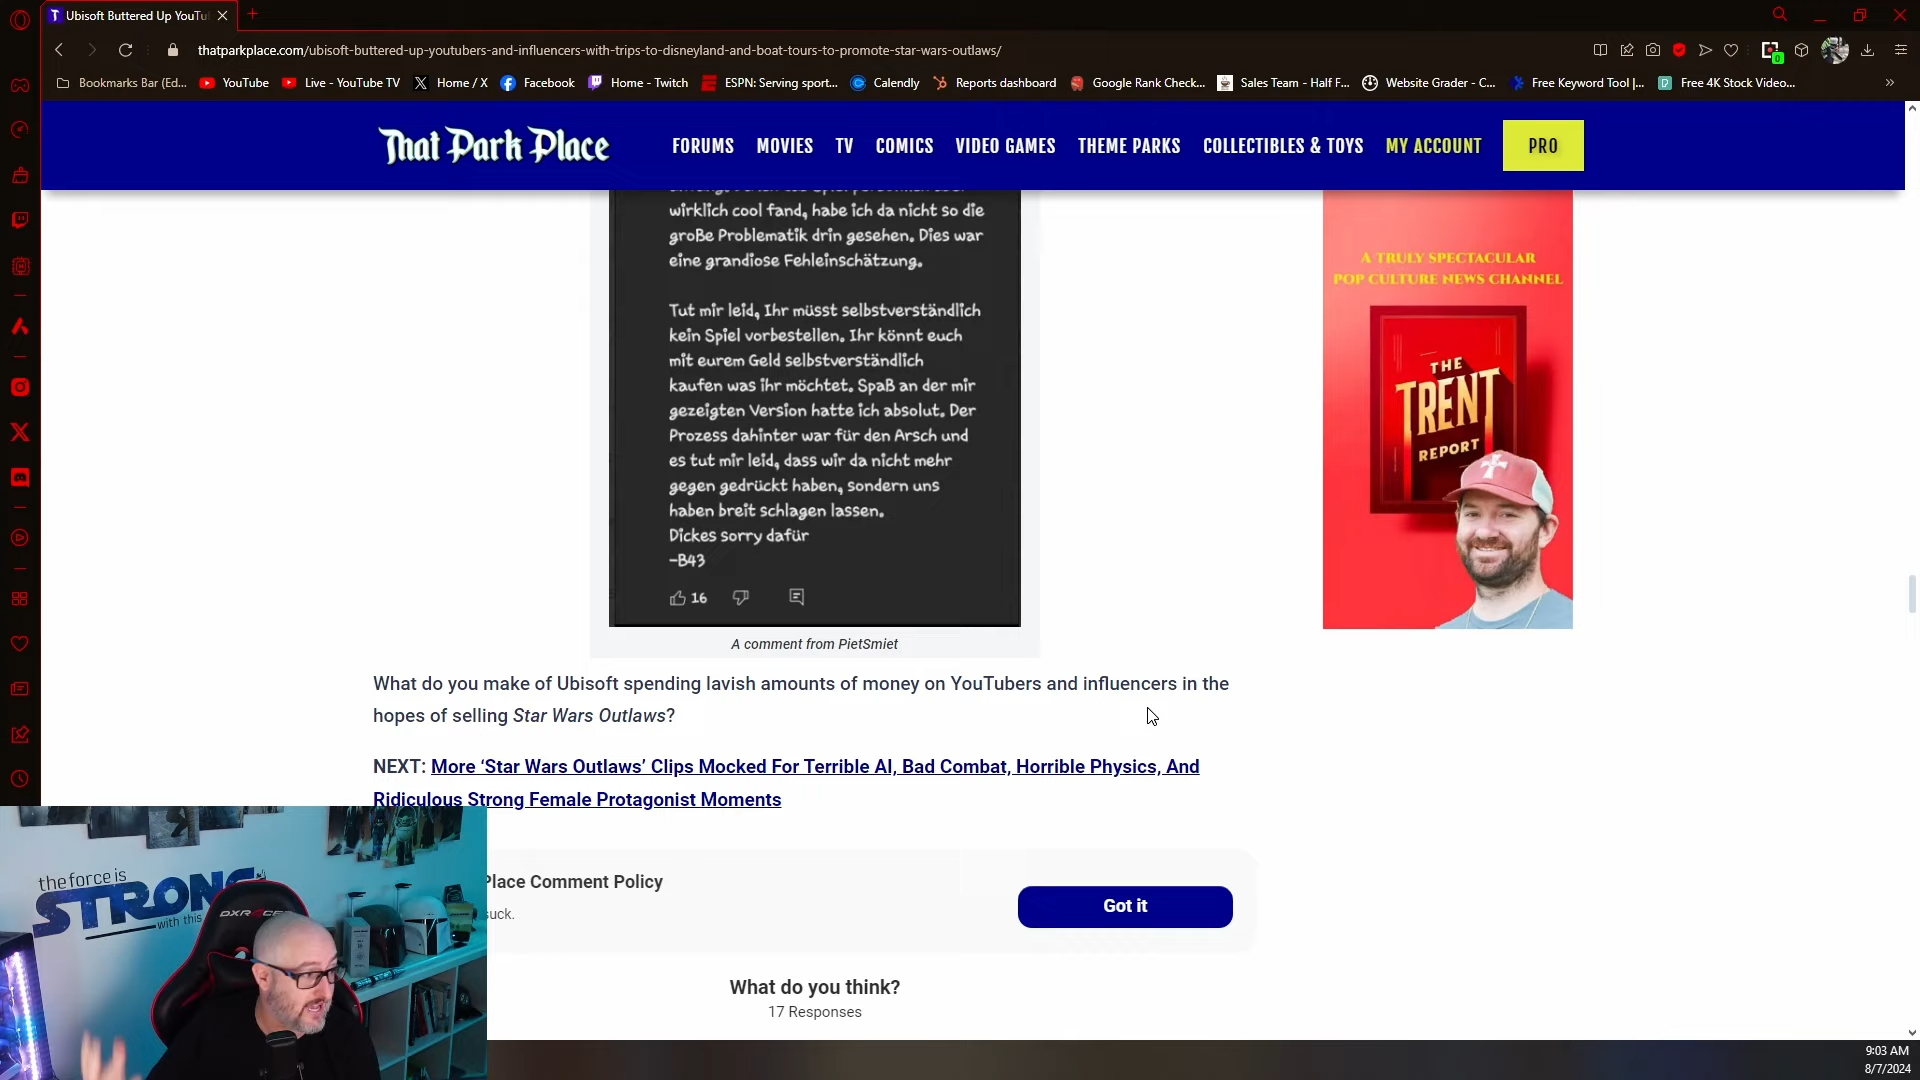 Ubisoft Buttered Up YouTu
thatparkplace.com/ubisoft-buttered-up-youtubers-and-influencers-with-trips-to-disneyland-and-boat-tours-to-promote-star-wars-outlaws/
Bookmarks Bar (Ed... YouTube Live - YouTube TV Home / X Facebook Home - Twitch ESPN: Serving sport... Calendly Reports dashboard Google Rank Check... Sales Team - Half F... Website Grader - C... Free Keyword Tool |... Free 4K Stock Video...
That Park Place FORUMS MOVIES TV COMICS VIDEO GAMES THEME PARKS COLLECTIBLES & TOYS MY ACCOUNT PRO
wirklich cool fand, habe ich da nicht so die
große Problematik drin gesehen. Dies war
eine grandiose Fehleinschätzung.
Tut mir leid, Ihr müsst selbstverständlich
kein Spiel vorbestellen. Ihr könnt euch
mit eurem Geld selbstverständlich
kaufen was ihr möchtet. Spaß an der mir
gezeigten Version hatte ich absolut. Der
Prozess dahinter war für den Arsch und
es tut mir leid, dass wir da nicht mehr
gegen gedrückt haben, sondern uns
haben breit schlagen lassen.
Dickes sorry dafür
-B43
16
A comment from PietSmiet
A TRULY SPECTACULAR
POP CULTURE NEWS CHANNEL
THE
TRENT
REPORT
What do you make of Ubisoft spending lavish amounts of money on YouTubers and influencers in the
hopes of selling Star Wars Outlaws?
NEXT: More ‘Star Wars Outlaws’ Clips Mocked For Terrible AI, Bad Combat, Horrible Physics, And
Ridiculous Strong Female Protagonist Moments
Place Comment Policy
suck.
Got it
What do you think?
17 Responses
the force is
STRONG
with this
DXRACER
9:03 AM
8/7/2024